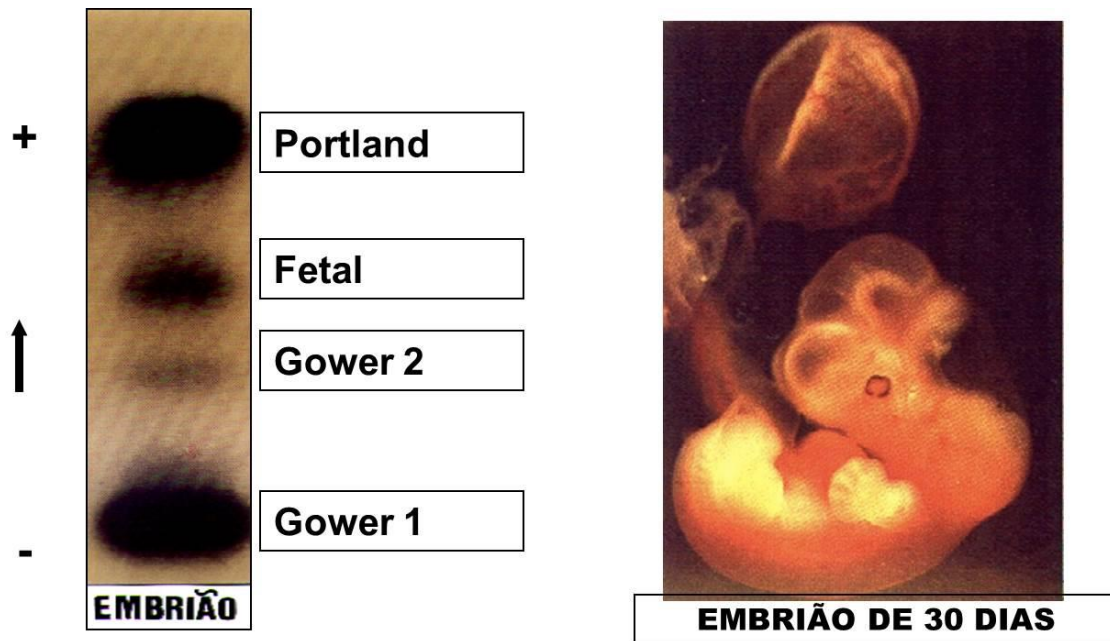 +
Portland
Fetal
Gower 2
Gower 1
-
EMBRIÃO
EMBRIÃO DE 30 DIAS